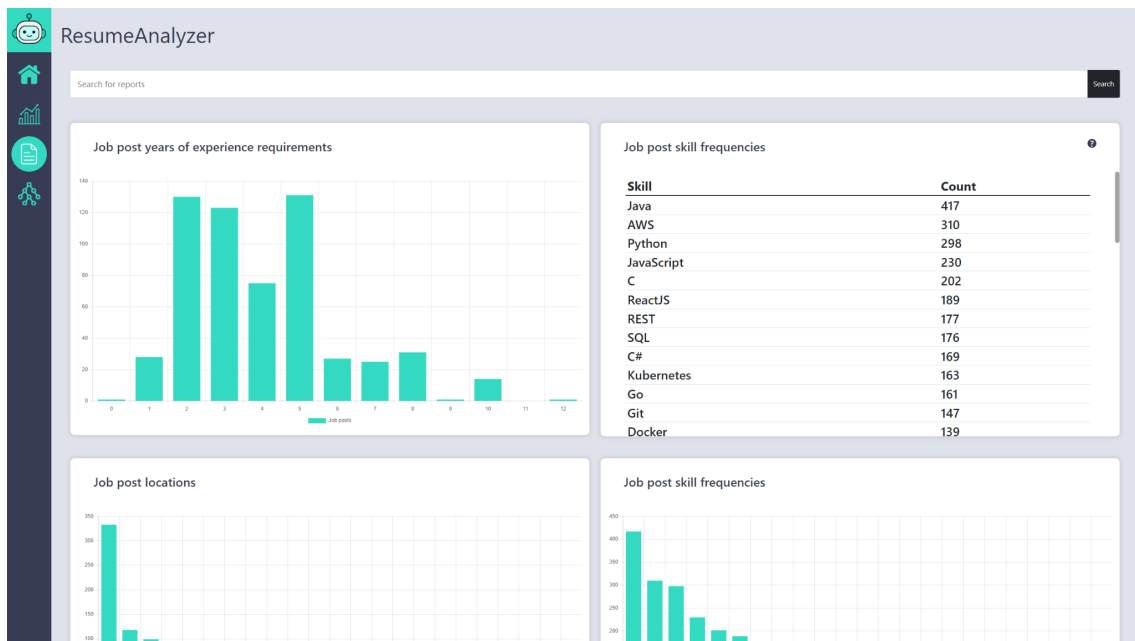 ResumeAnalyzer
Search for reports
Search
Job post years of experience requirements
140
120
100
80
60
40
20
0
0 1 2 3 4 5 6 7 8 9 10 11 12
Job posts
Job post skill frequencies
?
Skill Count
Java 417
AWS 310
Python 298
JavaScript 230
C 202
ReactJS 189
REST 177
SQL 176
C# 169
Kubernetes 163
Go 161
Git 147
Docker 139
Job post locations
350
300
250
200
150
100
Job post skill frequencies
450
400
350
300
250
200